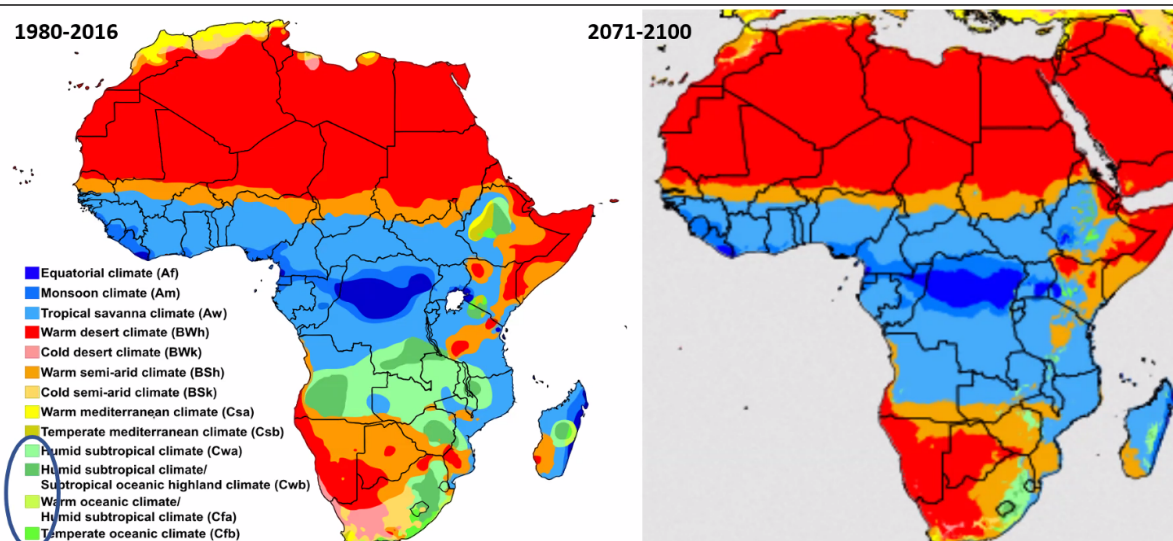 1980-2016
2071-2100
Equatorial climate (Af)
Monsoon climate (Am)
Tropical savanna climate (Aw)
Warm desert climate (BWh)
Cold desert climate (BWk)
Warm semi-arid climate (BSh)
Cold semi-arid climate (BSk)
Warm mediterranean climate (Csa)
Temperate mediterranean climate (Csb)
Humid subtropical climate (Cwa)
Humid subtropical climate/
Subtropical oceanic highland climate (Cwb)
Warm oceanic climate/
Humid subtropical climate (Cfa)
Temperate oceanic climate (Cfb)